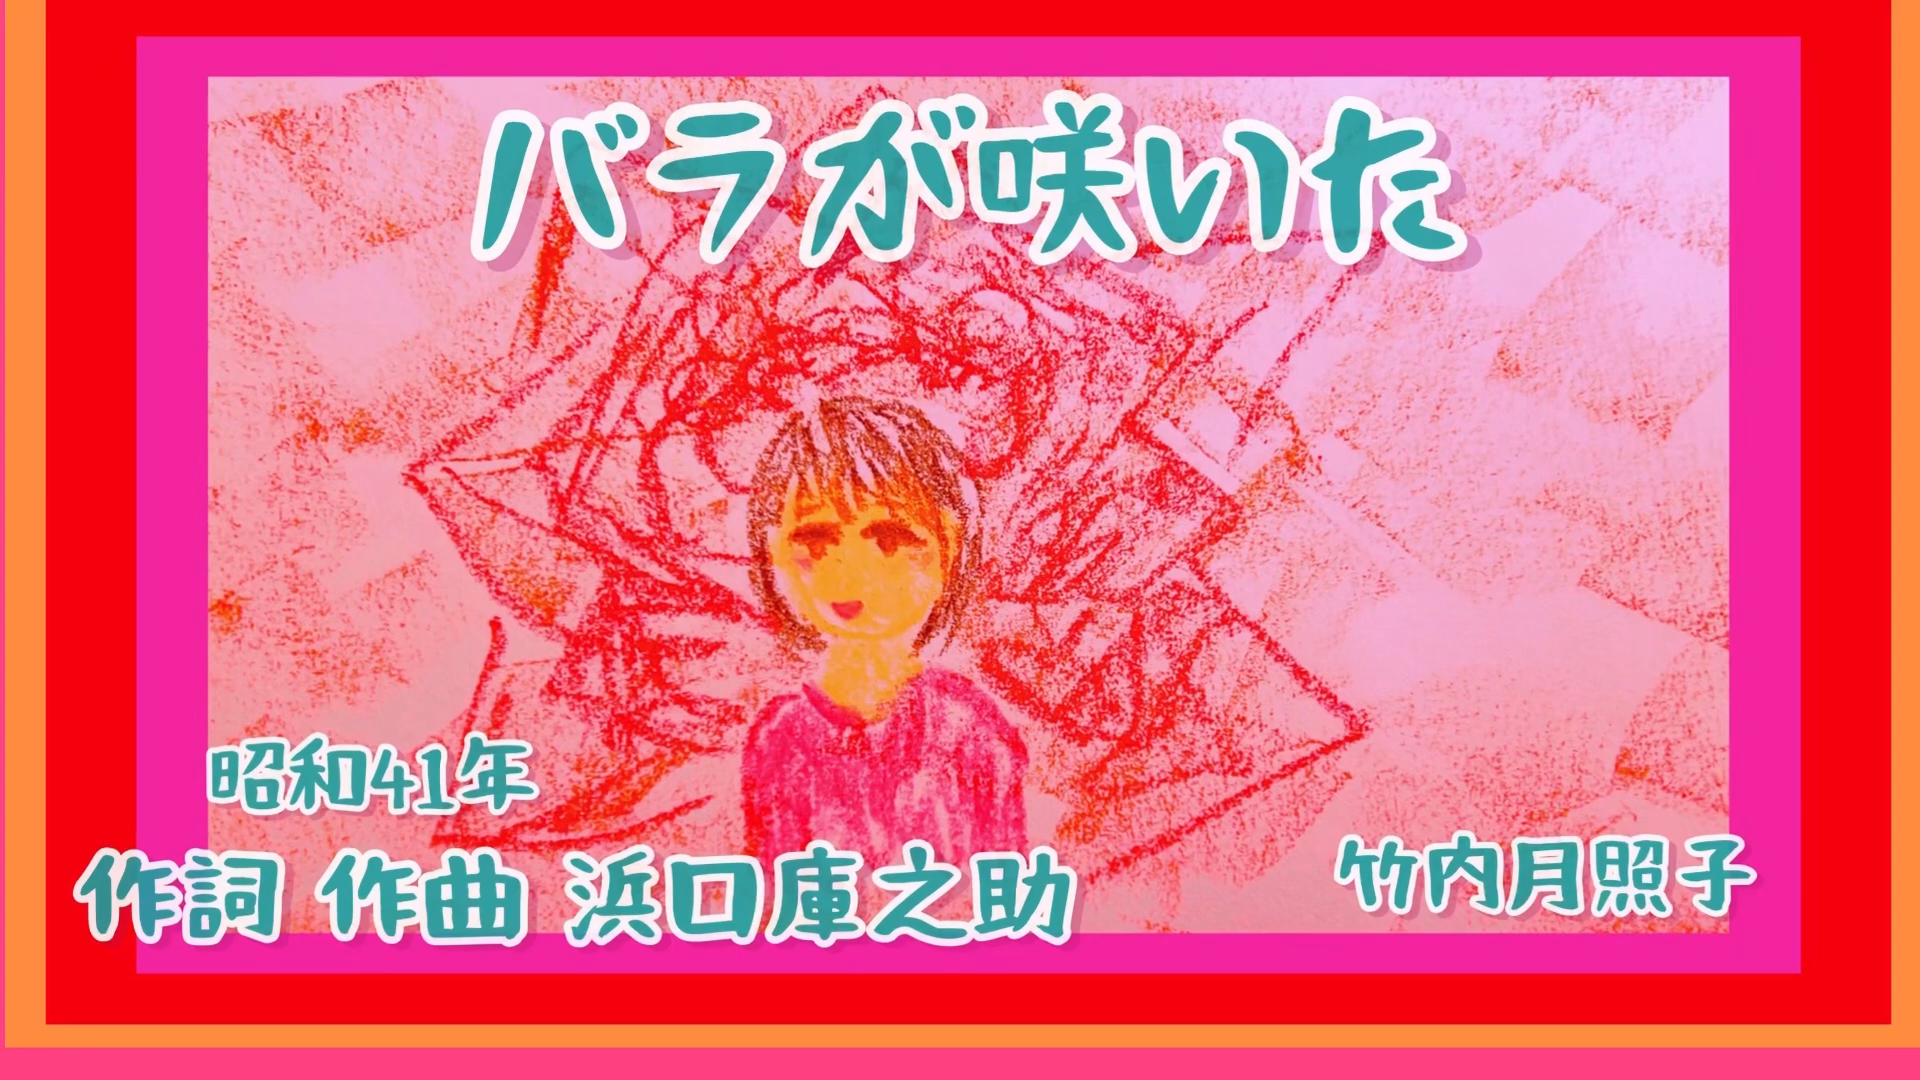 バラが咲いた
昭和41年
作詞 作曲 浜口庫之助
竹内月照子